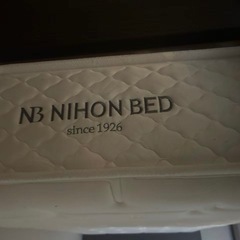 NB NIHON BED
since 1926